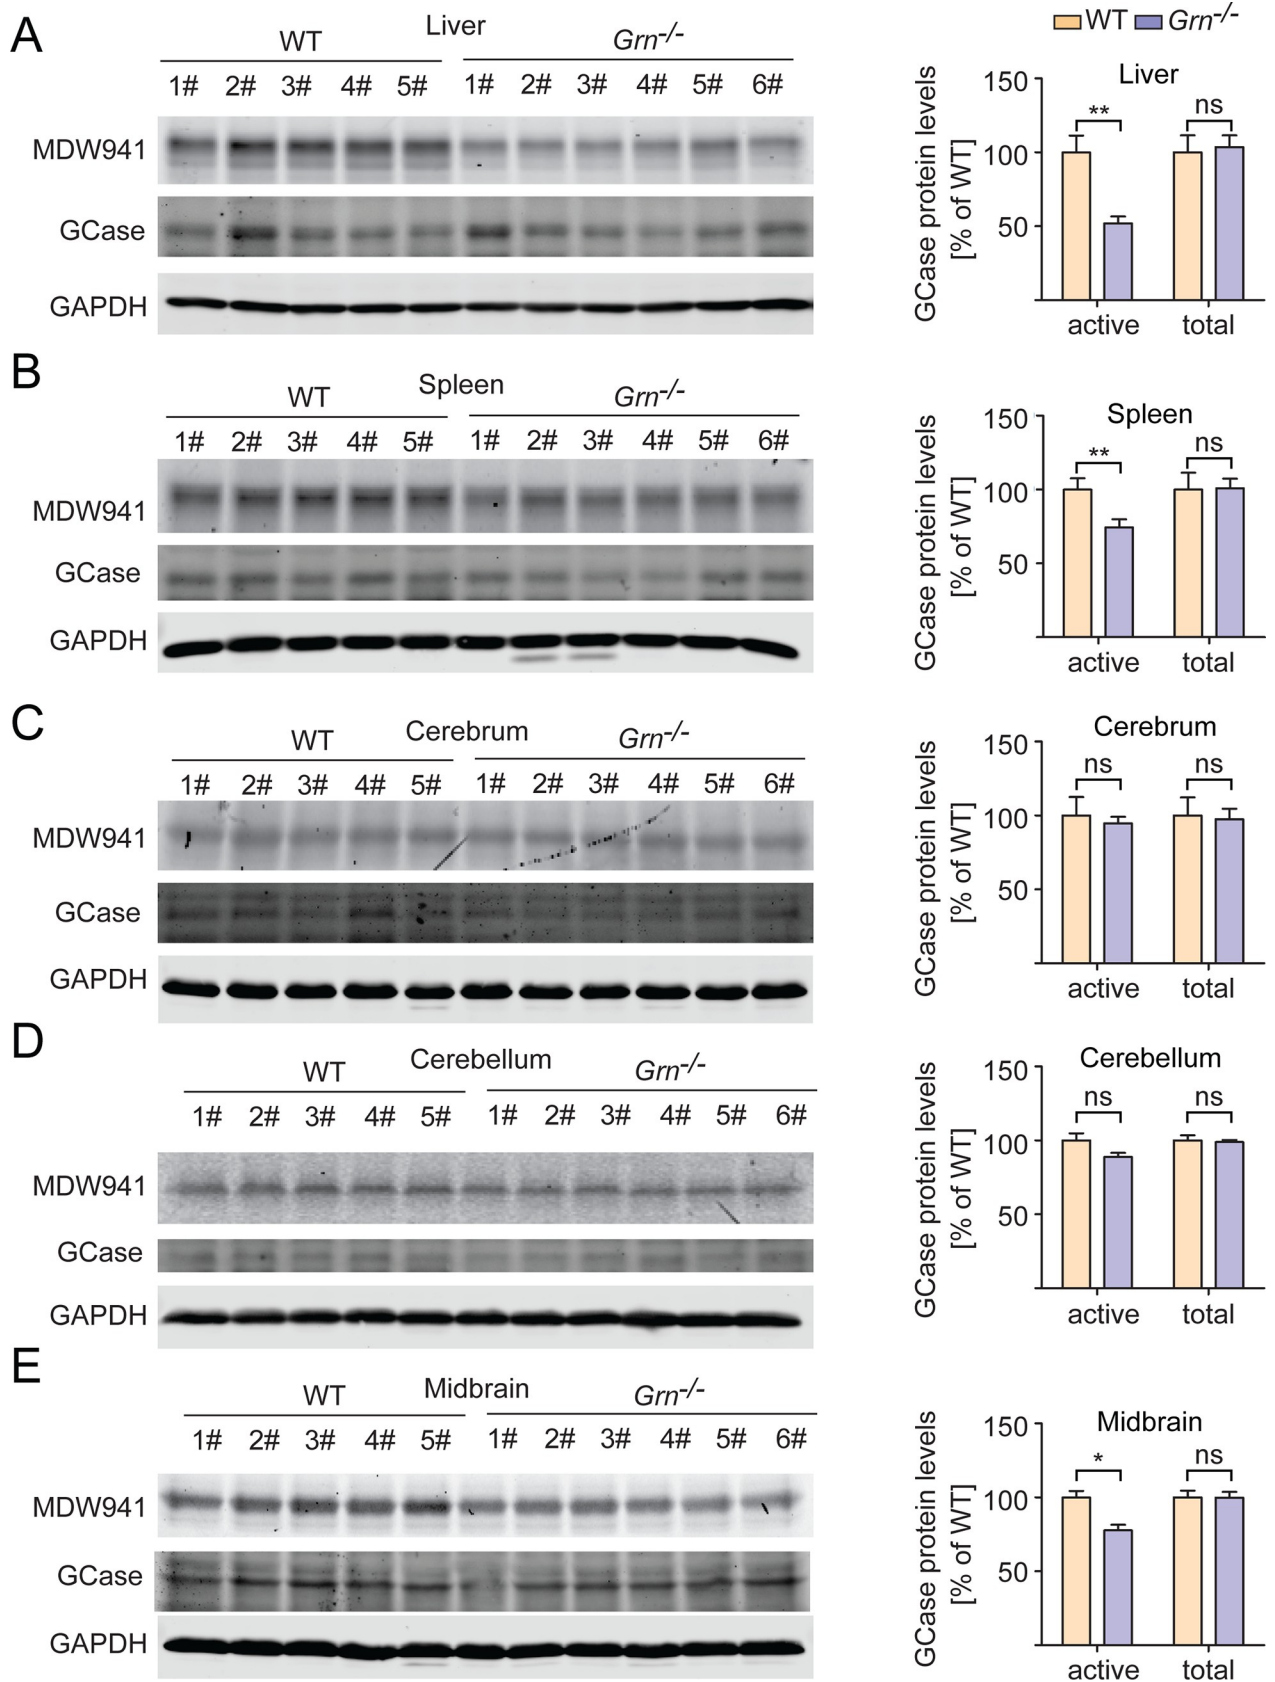 A
Liver
WT
Grn-/-
1# 2# 3# 4# 5# 1# 2# 3# 4# 5# 6#
MDW941
GCase
GAPDH
WT Grn-/-
Liver
GCase protein levels
[% of WT]
150
100
50
** ns
active total
B
Spleen
WT
Grn-/-
1# 2# 3# 4# 5# 1# 2# 3# 4# 5# 6#
MDW941
GCase
GAPDH
Spleen
GCase protein levels
[% of WT]
150
100
50
** ns
active total
C
Cerebrum
WT
Grn-/-
1# 2# 3# 4# 5# 1# 2# 3# 4# 5# 6#
MDW941
GCase
GAPDH
Cerebrum
GCase protein levels
[% of WT]
150
100
50
ns ns
active total
D
Cerebellum
WT
Grn-/-
1# 2# 3# 4# 5# 1# 2# 3# 4# 5# 6#
MDW941
GCase
GAPDH
Cerebellum
GCase protein levels
[% of WT]
150
100
50
ns ns
active total
E
Midbrain
WT
Grn-/-
1# 2# 3# 4# 5# 1# 2# 3# 4# 5# 6#
MDW941
GCase
GAPDH
Midbrain
GCase protein levels
[% of WT]
150
100
50
* ns
active total